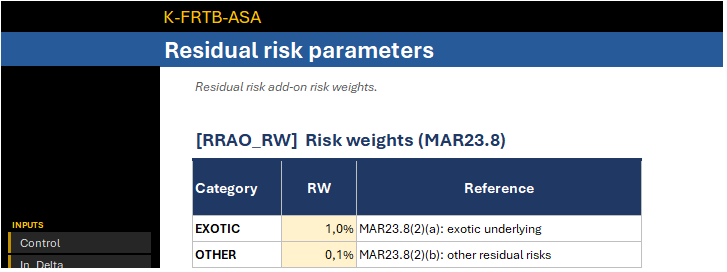 K-FRTB-ASA
Residual risk parameters
Residual risk add-on risk weights.
[RRAO_RW] Risk weights (MAR23.8)
Category RW Reference
EXOTIC 1,0% MAR23.8(2)(a): exotic underlying
OTHER 0,1% MAR23.8(2)(b): other residual risks
INPUTS
Control
In_Delta